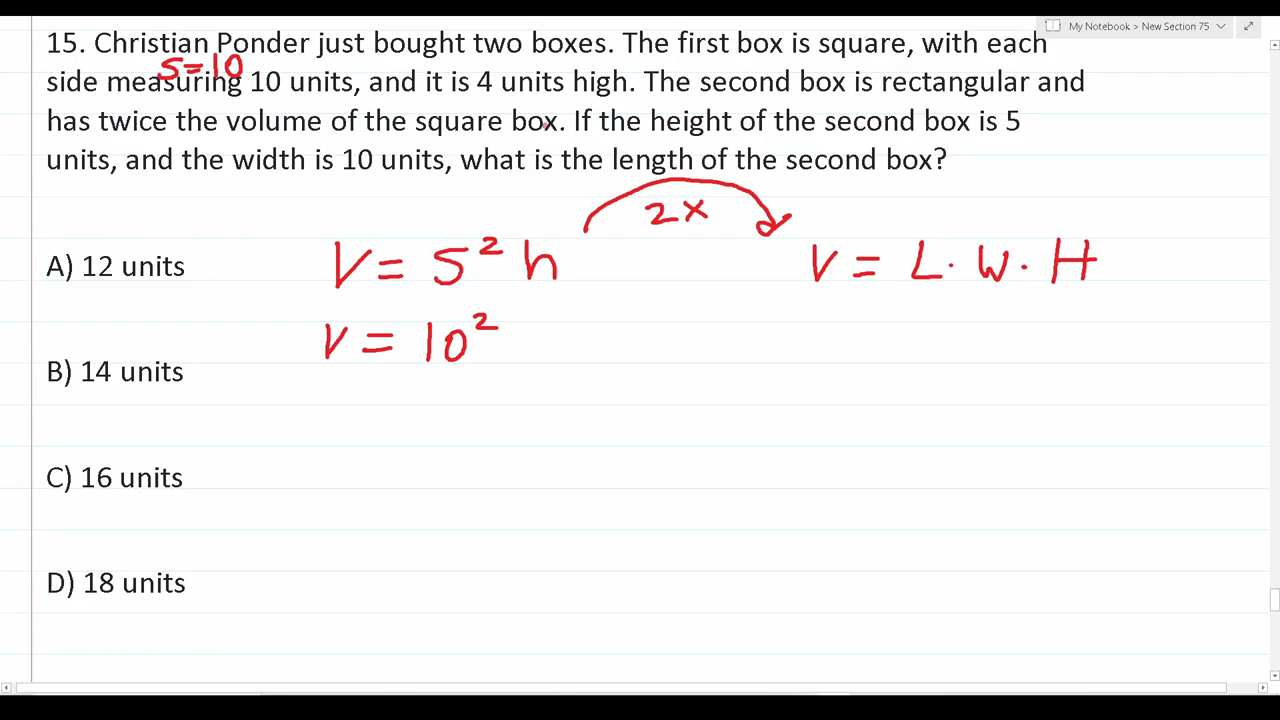 My Notebook > New Section 75
15. Christian Ponder just bought two boxes. The first box is square, with each
s=10
side measuring 10 units, and it is 4 units high. The second box is rectangular and
has twice the volume of the square box. If the height of the second box is 5
units, and the width is 10 units, what is the length of the second box?
2x
A) 12 units
V = s² h
V = L · W · H
V = 10²
B) 14 units
C) 16 units
D) 18 units